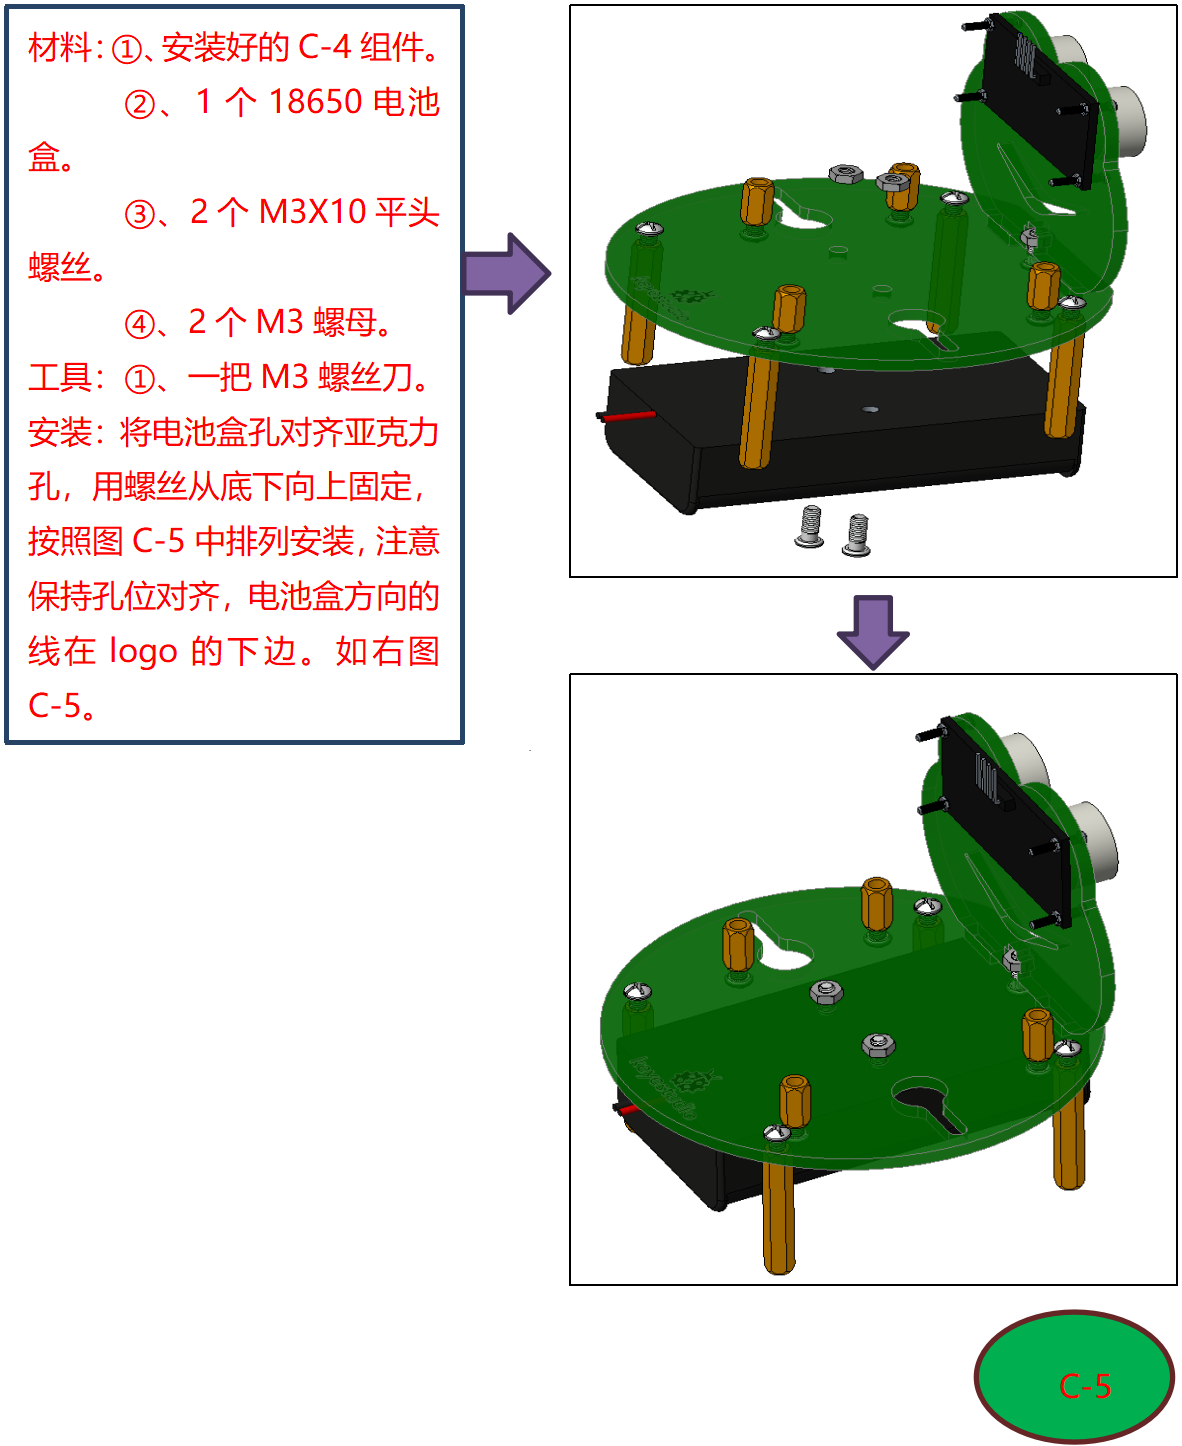 材料：①、安装好的 C-4 组件。
②、1 个 18650 电池
盒。
③、2 个 M3X10 平头
螺丝。
④、2 个 M3 螺母。
工具：①、一把 M3 螺丝刀。
安装：将电池盒孔对齐亚克力
孔，用螺丝从底下向上固定，
按照图 C-5 中排列安装，注意
保持孔位对齐，电池盒方向的
线在 logo 的下边。如右图
C-5。
C-5